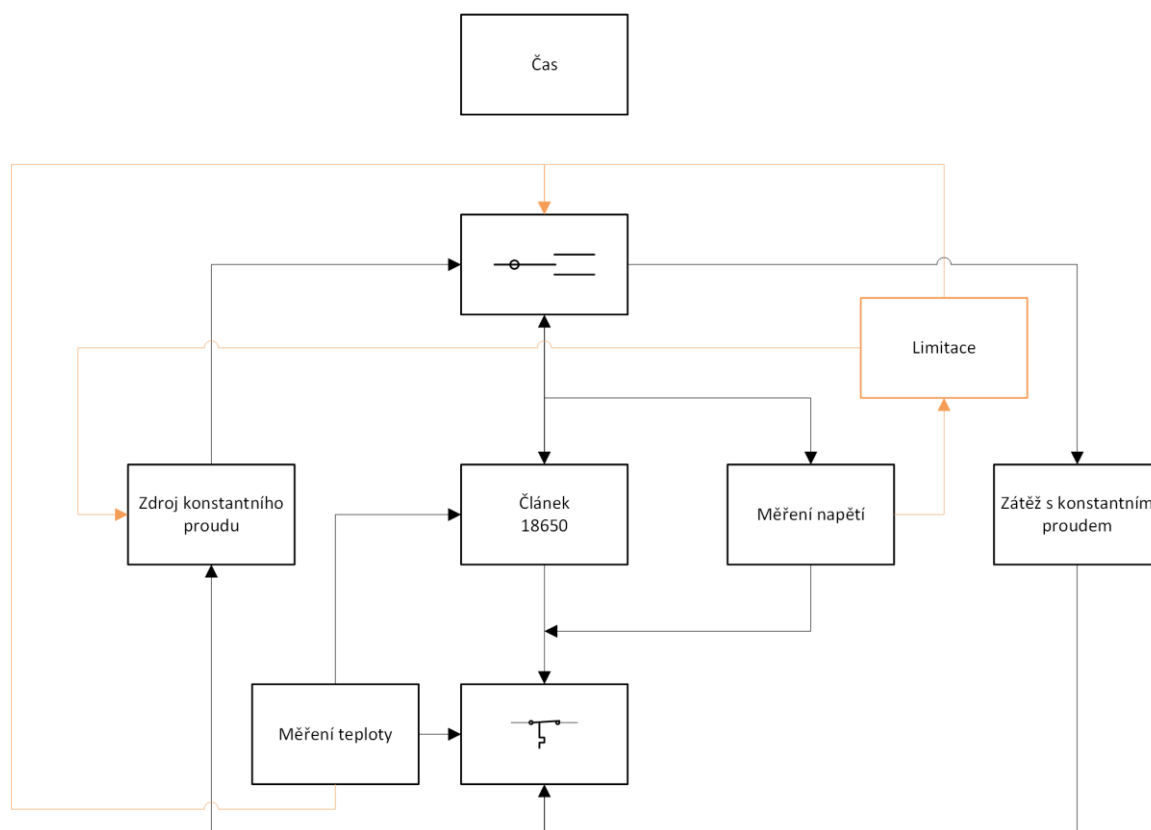 Čas
Limitace
Zdroj konstantního
proudu
Článek
18650
Měření napětí
Zátěž s konstantním
proudem
Měření teploty